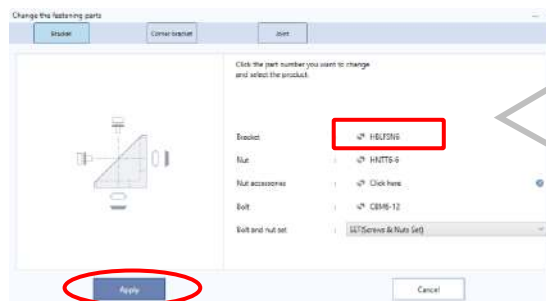 Change the fastening parts
Bracket
Corner bracket
Joint
Click the part number you want to change
and select the product.
Bracket : HBLFSN6
Nut : HNTT6-6
Nut accessories : Click here
Bolt : CBM6-12
Bolt and nut set : SET(Screws & Nuts Set)
Apply
Cancel